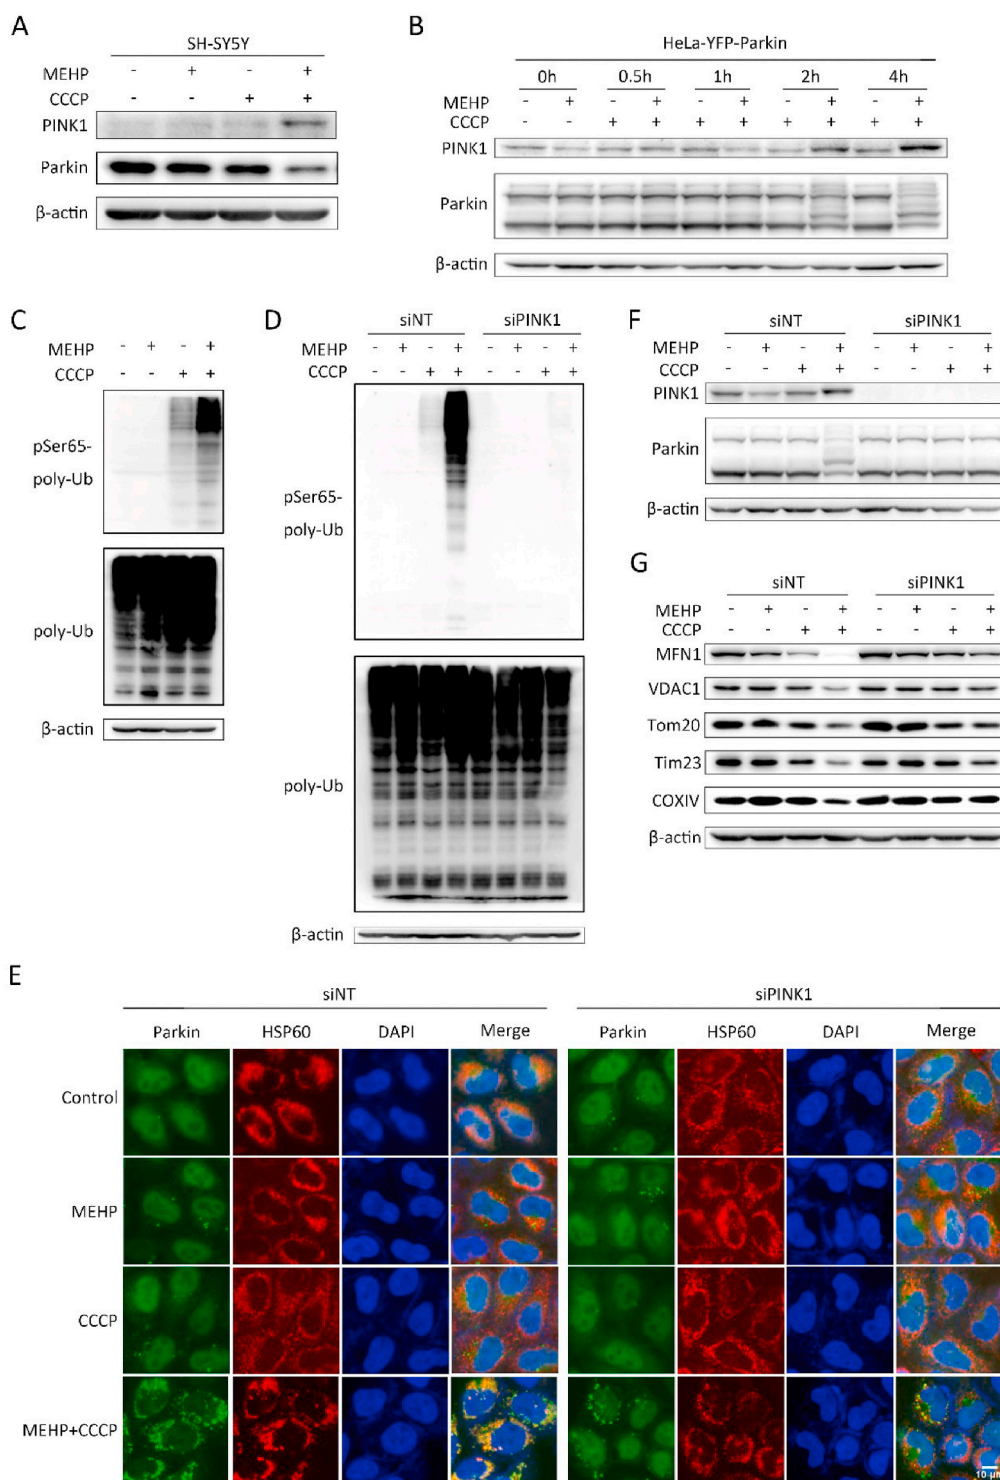 A
SH-SY5Y
MEHP - + - +
CCCP - - + +
PINK1
Parkin
β-actin
B
HeLa-YFP-Parkin
0h 0.5h 1h 2h 4h
MEHP - + - + - + - + - +
CCCP - - + + + + + + + +
PINK1
Parkin
β-actin
C
MEHP - - - +
CCCP - - + +
pSer65-
poly-Ub
poly-Ub
β-actin
D
siNT siPINK1
MEHP - + - + - + - +
CCCP - - + + - - + +
pSer65-
poly-Ub
poly-Ub
β-actin
F
siNT siPINK1
MEHP - + - + - + - +
CCCP - - + + - - + +
PINK1
Parkin
β-actin
G
siNT siPINK1
MEHP - + - + - + - +
CCCP - - + + - - + +
MFN1
VDAC1
Tom20
Tim23
COXIV
β-actin
E
siNT siPINK1
Parkin HSP60 DAPI Merge Parkin HSP60 DAPI Merge
Control
MEHP
CCCP
MEHP+CCCP